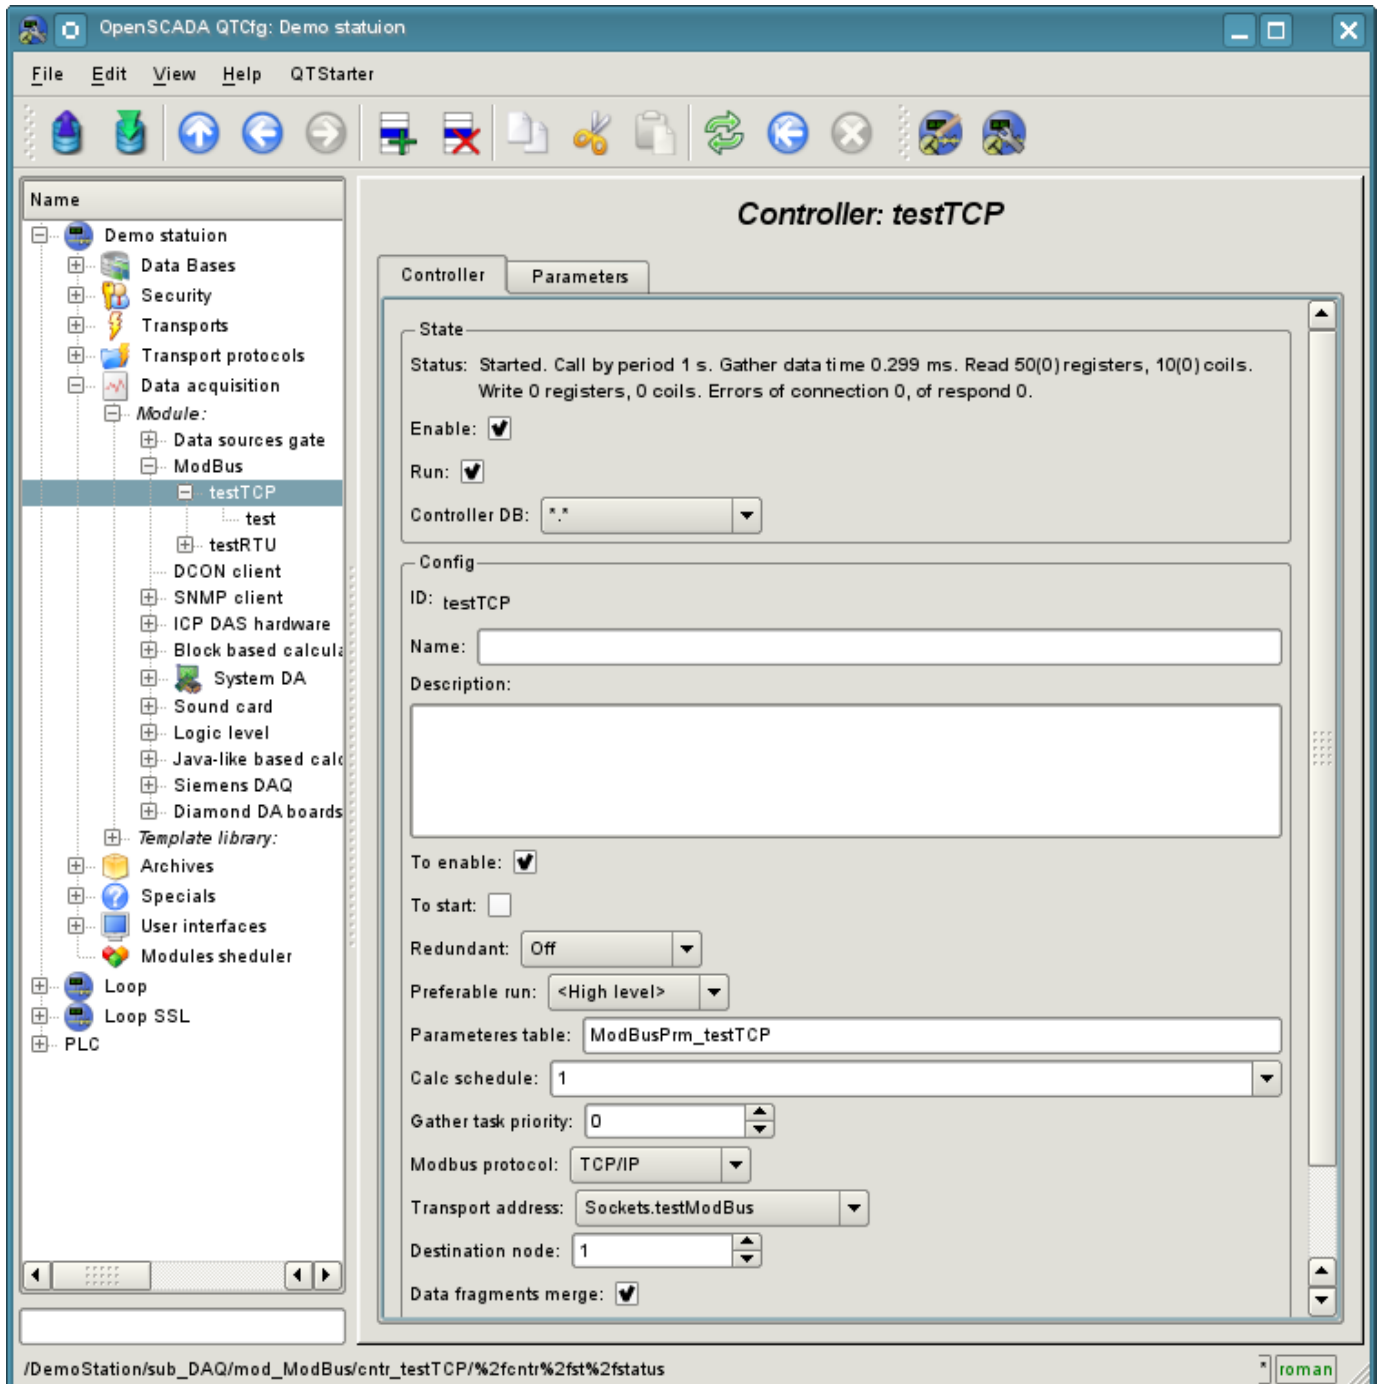 OpenSCADA QTCfg: Demo statuion
File Edit View Help QTStarter
Name
Demo statuion
Data Bases
Security
Transports
Transport protocols
Data acquisition
Module:
Data sources gate
ModBus
testTCP
test
testRTU
DCON client
SNMP client
ICP DAS hardware
Block based calcula
System DA
Sound card
Logic level
Java-like based calc
Siemens DAQ
Diamond DA boards
Template library:
Archives
Specials
User interfaces
Modules sheduler
Loop
Loop SSL
PLC
Controller: testTCP
Controller Parameters
State
Status: Started. Call by period 1 s. Gather data time 0.299 ms. Read 50(0) registers, 10(0) coils.
Write 0 registers, 0 coils. Errors of connection 0, of respond 0.
Enable:
Run:
Controller DB: *.*
Config
ID: testTCP
Name:
Description:
To enable:
To start:
Redundant: Off
Preferable run: <High level>
Parameteres table: ModBusPrm_testTCP
Calc schedule: 1
Gather task priority: 0
Modbus protocol: TCP/IP
Transport address: Sockets.testModBus
Destination node: 1
Data fragments merge:
/DemoStation/sub_DAQ/mod_ModBus/cntr_testTCP/%2fcntr%2fst%2fstatus
* roman